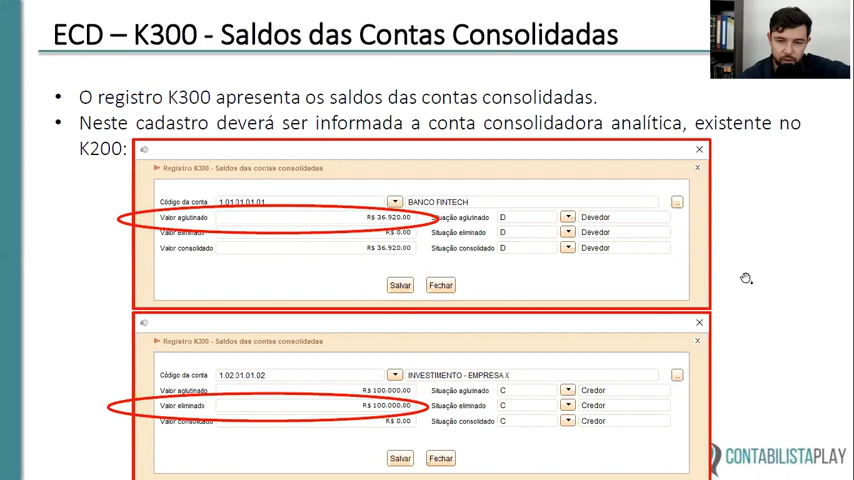 ECD – K300 - Saldos das Contas Consolidadas
• O registro K300 apresenta os saldos das contas consolidadas.
• Neste cadastro deverá ser informada a conta consolidadora analítica, existente no
K200:
Registro K300 - Saldos das contas consolidadas
Código da conta 1.01.01.01.01 BANCO FINTECH ...
Valor aglutinado R$ 36.920,00 Situação aglutinado D Devedor
Valor eliminado R$ 0,00 Situação eliminado D Devedor
Valor consolidado R$ 36.920,00 Situação consolidado D Devedor
Salvar Fechar
Registro K300 - Saldos das contas consolidadas
Código da conta 1.02.01.01.02 INVESTIMENTO - EMPRESA X ...
Valor aglutinado R$ 100.000,00 Situação aglutinado C Credor
Valor eliminado R$ 100.000,00 Situação eliminado C Credor
Valor consolidado R$ 0,00 Situação consolidado C Credor
Salvar Fechar
CONTABILISTAPLAY